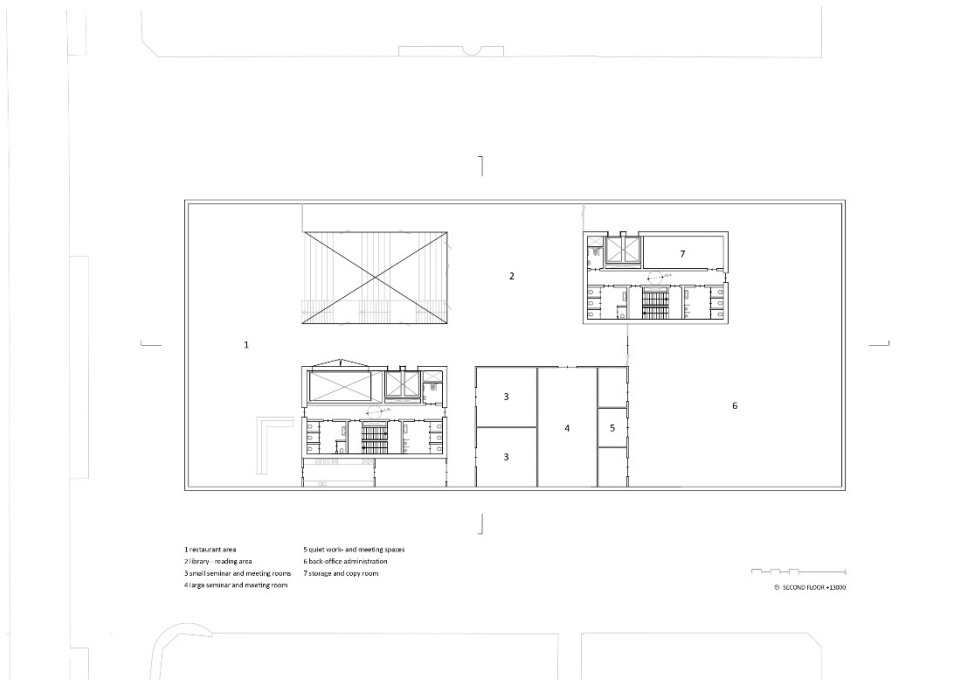 2
7
1
3
6
4
5
3
1 restaurant area
2 library - reading area
3 small seminar and meeting rooms
4 large seminar and meeting room
5 quiet work- and meeting spaces
6 back-office administration
7 storage and copy room
SECOND FLOOR +13000